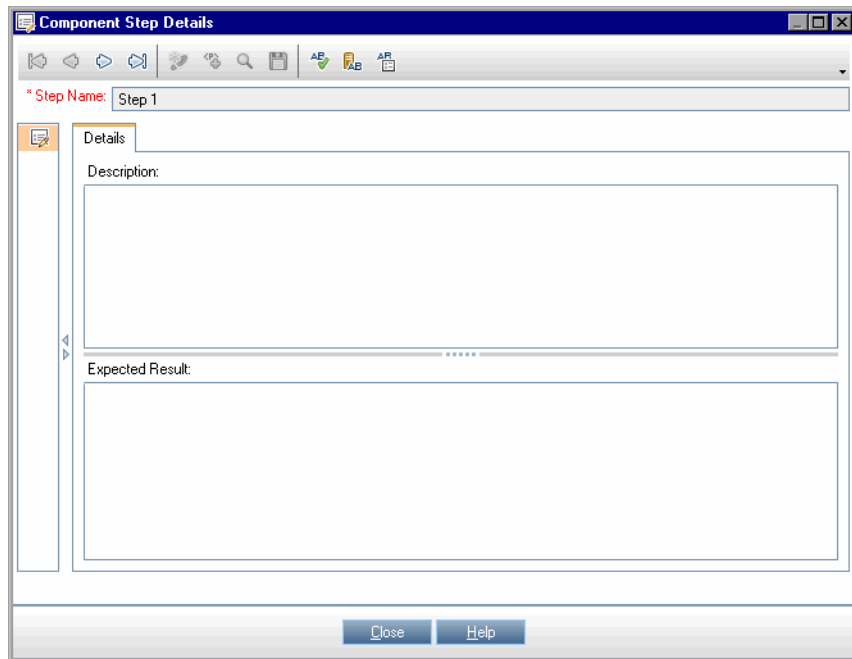 Component Step Details
* Step Name: Step 1
Details
Description:
Expected Result:
Close Help